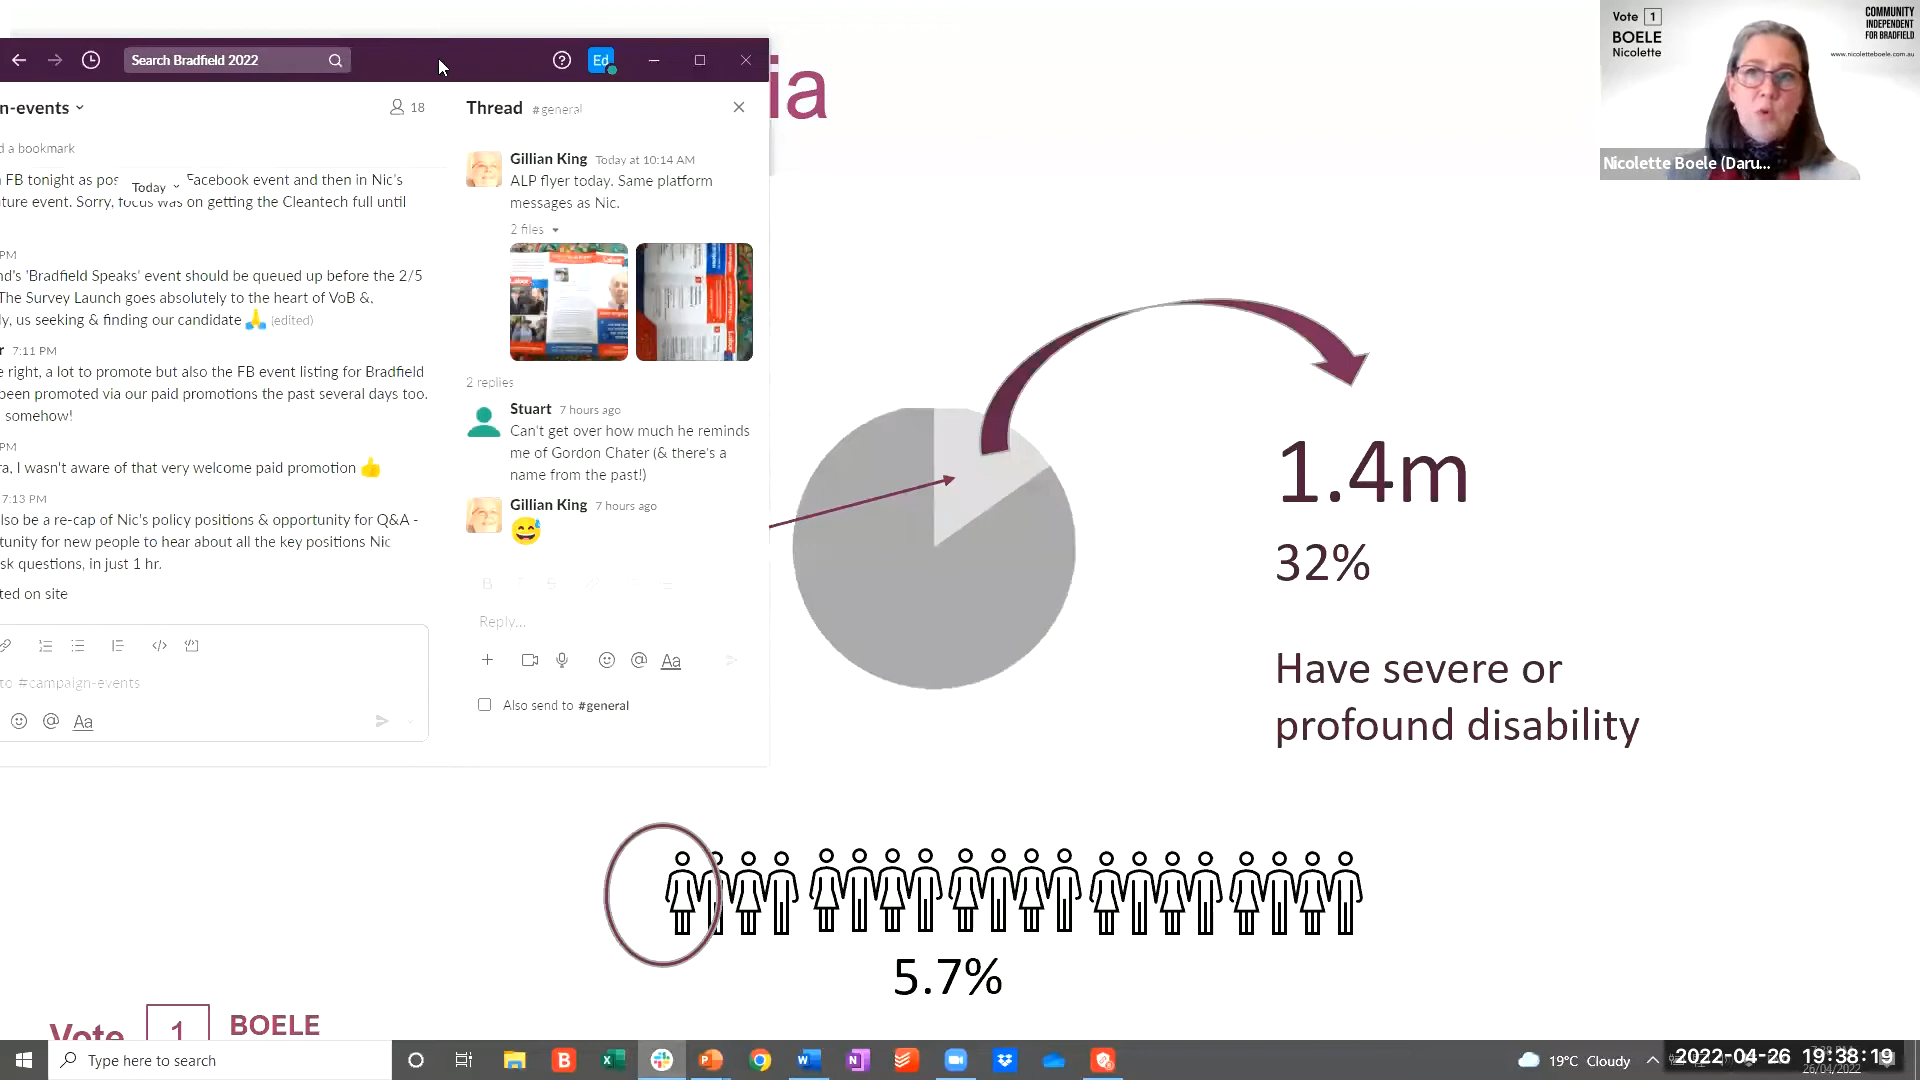 Search Bradfield 2022
Ed
n-events
18
d a bookmark
Today
FB tonight as pos
Facebook event and then in Nic's
ture event. Sorry, focus was on getting the Cleantech full until
PM
nd's 'Bradfield Speaks' event should be queued up before the 2/5
The Survey Launch goes absolutely to the heart of VoB &,
y, us seeking & finding our candidate 🙏 (edited)
r 7:11 PM
e right, a lot to promote but also the FB event listing for Bradfield
been promoted via our paid promotions the past several days too.
somehow!
PM
ra, I wasn't aware of that very welcome paid promotion 👍
7:13 PM
lso be a re-cap of Nic's policy positions & opportunity for Q&A -
tunity for new people to hear about all the key positions Nic
sk questions, in just 1 hr.
ted on site
to #campaign-events
Aa
Thread #general
Gillian King Today at 10:14 AM
ALP flyer today. Same platform
messages as Nic.
2 files
Labor
2 replies
Stuart 7 hours ago
Can't get over how much he reminds
me of Gordon Chater (& there's a
name from the past!)
Gillian King 7 hours ago
😅
B
S
Reply...
Aa
Also send to #general
ia
Vote 1
BOELE
Nicolette
COMMUNITY
INDEPENDENT
FOR BRADFIELD
www.nicoletteboele.com.au
Nicolette Boele (Daru...
1.4m
32%
Have severe or
profound disability
5.7%
Vote 1 BOELE
Type here to search
19°C Cloudy
2022-04-26 19:38:19
26/04/2022